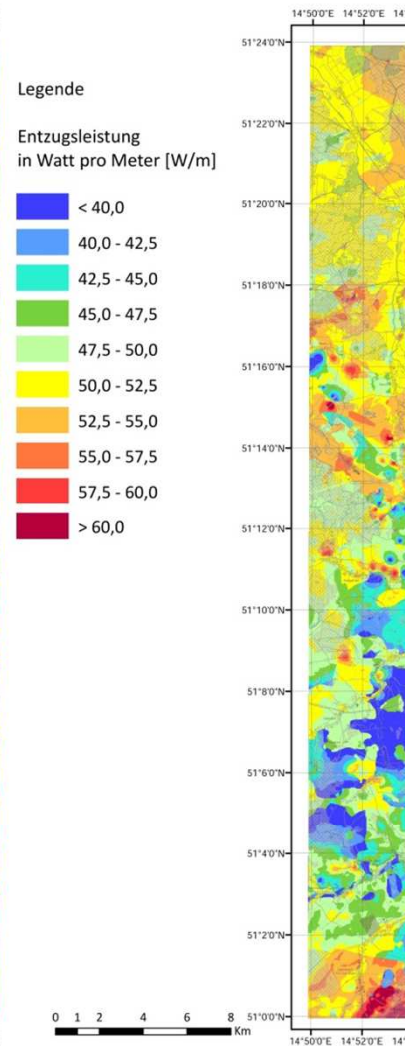 14°50'0"E 14°52'0"E 14°
51°24'0"N
Legende
51°22'0"N
Entzugsleistung
in Watt pro Meter [W/m]
51°20'0"N
< 40,0
40,0 - 42,5
42,5 - 45,0
51°18'0"N
45,0 - 47,5
47,5 - 50,0
51°16'0"N
50,0 - 52,5
52,5 - 55,0
51°14'0"N
55,0 - 57,5
57,5 - 60,0
> 60,0
51°12'0"N
51°10'0"N
51°8'0"N
51°6'0"N
51°4'0"N
51°2'0"N
0 1 2 4 6 8
Km
51°0'0"N
14°50'0"E 14°52'0"E 14°